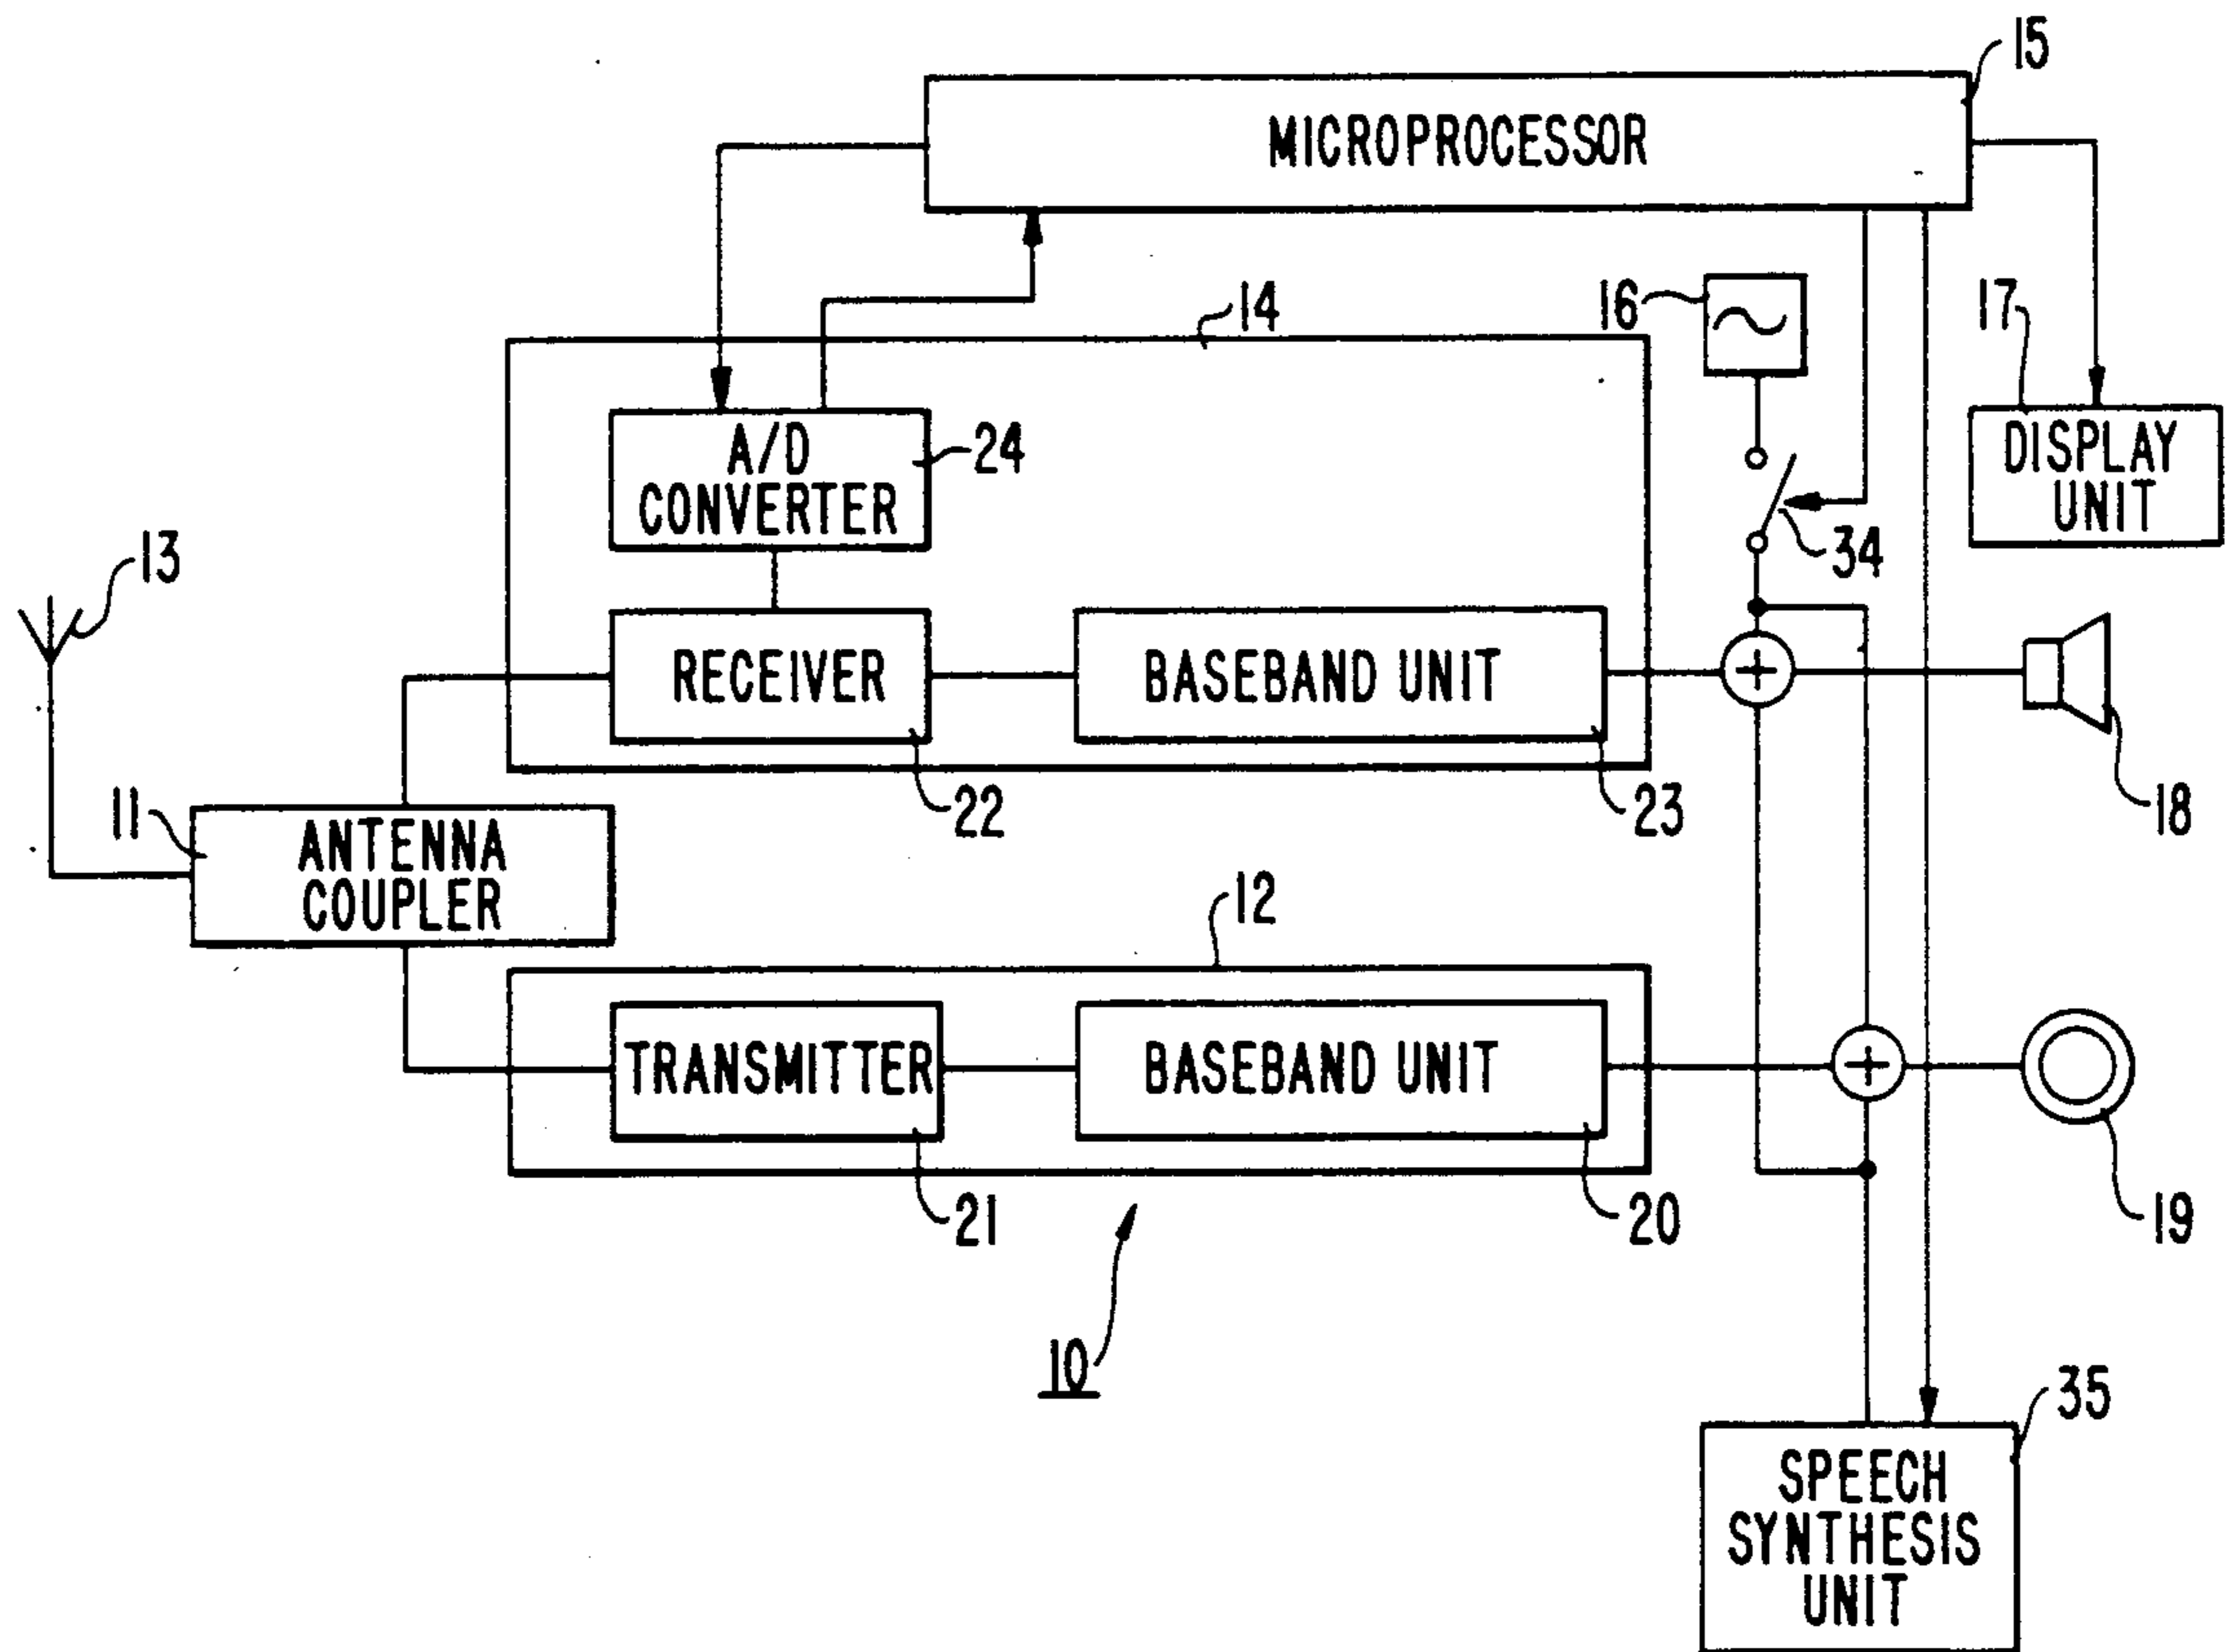 15
MICROPROCESSOR
14
16
17
A/D
CONVERTER
24
DISPLAY
UNIT
34
13
RECEIVER
BASEBAND UNIT
22
23
18
11
ANTENNA
COUPLER
12
TRANSMITTER
BASEBAND UNIT
21
20
19
10
35
SPEECH
SYNTHESIS
UNIT